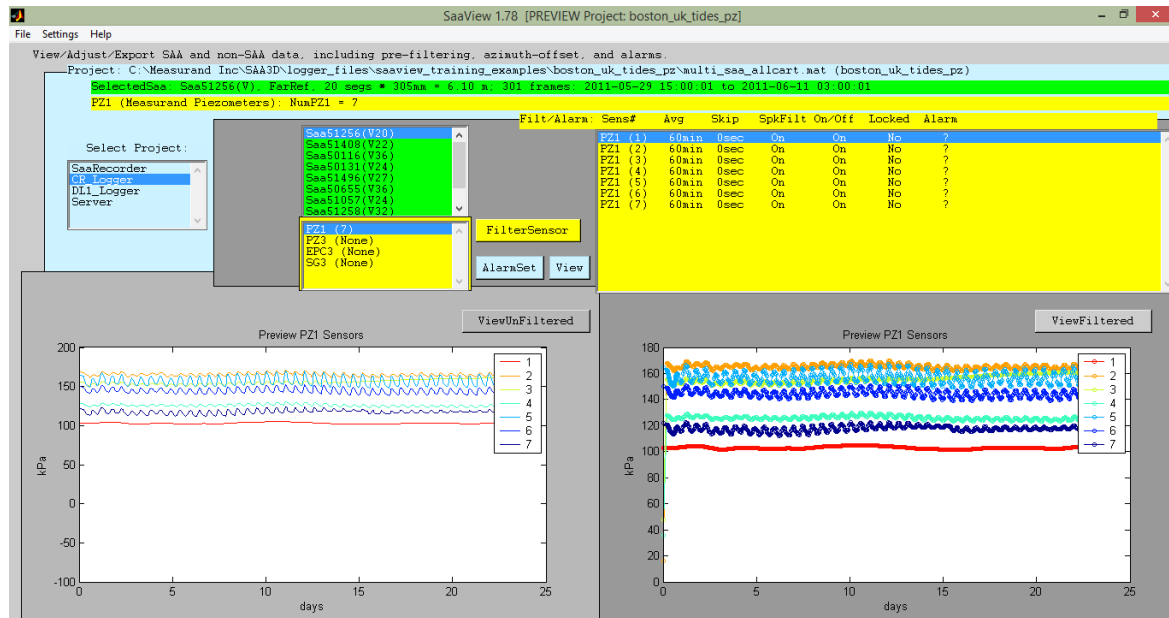 SaaView 1.78 [PREVIEW Project: boston_uk_tides_pz]
File Settings Help
View/Adjust/Export SAA and non-SAA data, including pre-filtering, azimuth-offset, and alarms.
Project: C:\Measurand Inc\SAA3D\logger_files\saaview_training_examples\boston_uk_tides_pz\multi_saa_allcart.mat (boston_uk_tides_pz)
SelectedSaa: Saa51256(V), FarRef, 20 segs * 305mm = 6.10 m; 301 frames: 2011-05-29 15:00:01 to 2011-06-11 03:00:01
PZ1 (Measurand Piezometers): NumPZ1 = 7
Filt/Alarm: Sens# Avg Skip SpkFilt On/Off Locked Alarm
Select Project:
SaaRecorder
CR_Logger
DL1_Logger
Server
Saa51256(V20)
Saa51408(V22)
Saa50116(V36)
Saa50131(V24)
Saa51496(V27)
Saa50655(V36)
Saa51057(V24)
Saa51258(V32)
PZ1 (7)
PZ3 (None)
EPC3 (None)
SG3 (None)
FilterSensor
AlarmSet View
PZ1 (1) 60min 0sec On On No ?
PZ1 (2) 60min 0sec On On No ?
PZ1 (3) 60min 0sec On On No ?
PZ1 (4) 60min 0sec On On No ?
PZ1 (5) 60min 0sec On On No ?
PZ1 (6) 60min 0sec On On No ?
PZ1 (7) 60min 0sec On On No ?
ViewUnFiltered
Preview PZ1 Sensors
200
150
100
50
0
-50
-100
kPa
0 5 10 15 20 25
days
1
2
3
4
5
6
7
ViewFiltered
Preview PZ1 Sensors
180
160
140
120
100
80
60
40
20
0
kPa
0 5 10 15 20 25
days
1
2
3
4
5
6
7